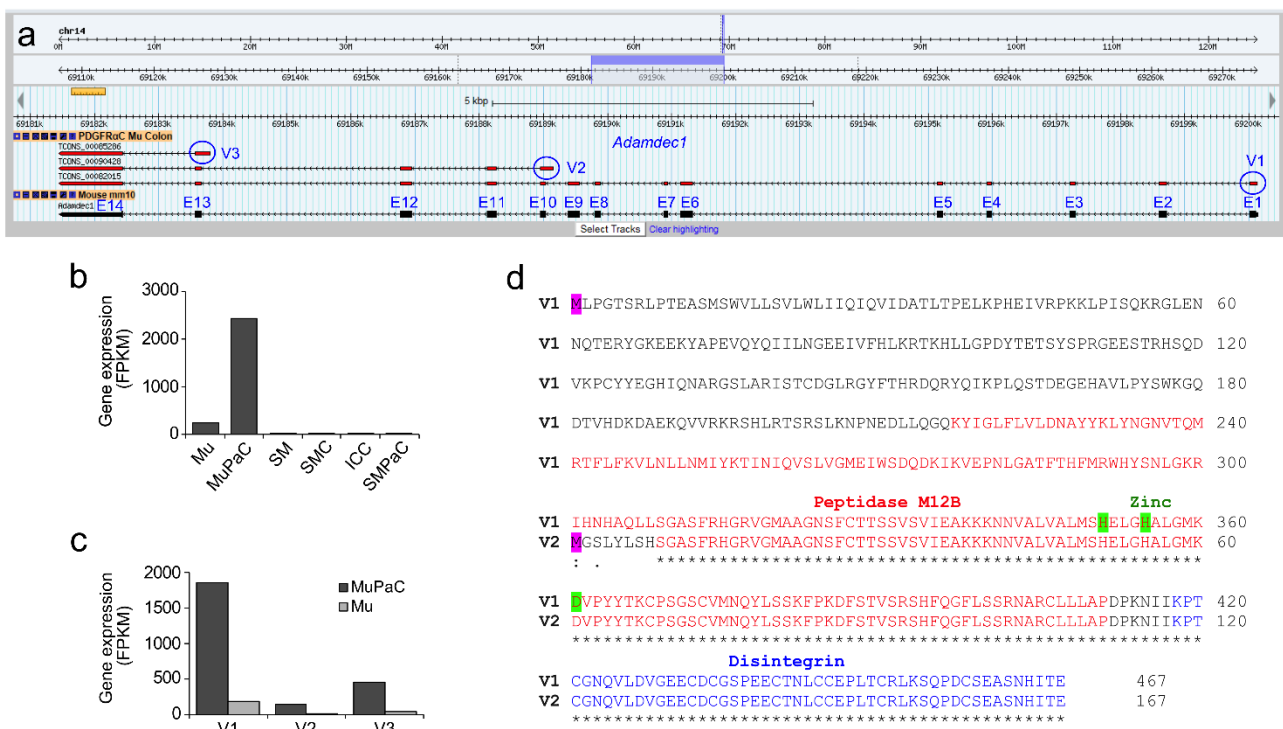 a
chr14
0M 10M 20M 30M 40M 50M 60M 70M 80M 90M 100M 110M 120M
69110k 69120k 69130k 69140k 69150k 69160k 69170k 69180k 69190k 69200k 69210k 69220k 69230k 69240k 69250k 69260k 69270k
5 kbp
69181k 69182k 69183k 69184k 69185k 69186k 69187k 69188k 69189k 69190k 69191k 69192k 69193k 69194k 69195k 69196k 69197k 69198k 69199k 69200k
PDGFRαC Mu Colon
Adamdec1
TCONS_00085286
V3
TCONS_00090428
V2
V1
TCONS_00082015
Mouse mm10
Adamdec1
E14 E13 E12 E11 E10 E9 E8 E7 E6 E5 E4 E3 E2 E1
Select Tracks Clear highlighting
b
Gene expression
(FPKM)
3000
2000
1000
0
Mu MuPaC SM SMC ICC SMPaC
c
Gene expression
(FPKM)
2000
1500
1000
500
0
MuPaC
Mu
V1 V2 V3
d
V1 MLPGTSRLPTEASMSWVLLSVLWLIIQIQVIDATLTPELKPHEIVRPKKLPISQKRGLEN 60
V1 NQTERYGKEEKYAPEVQYQIILNGEEIVFHLKRTKHLLGPDYTETSYSPRGEESTRHSQD 120
V1 VKPCYYEGHIQNARGSLARISTCDGLRGYFTHRDQRYQIKPLQSTDEGEHAVLPYSWKGQ 180
V1 DTVHDKDAEKQVVRKRSHLRTSRSLKNPNEDLLQGQKYIGLFLVLDNAYYKLYNGNVTQM 240
V1 RTFLFKVLNLLNMIYKTINIQVSLVGMEIWSDQDKIKVEPNLGATFTHFMRWHYSNLGKR 300
Peptidase M12B Zinc
V1 IHNHAQLLSGASFRHGRVGMAAGNSFCTTSSVSVIEAKKKNNVALVALMSHELGHALGMK 360
V2 MGSLYLSHSGASFRHGRVGMAAGNSFCTTSSVSVIEAKKKNNVALVALMSHELGHALGMK 60
: . ***************************************************
V1 DVPYYTKCPSGSCVMNQYLSSKFPKDFSTVSRSHFQGFLSSRNARCLLLAPDPKNIIKPT 420
V2 DVPYYTKCPSGSCVMNQYLSSKFPKDFSTVSRSHFQGFLSSRNARCLLLAPDPKNIIKPT 120
************************************************************
Disintegrin
V1 CGNQVLDVGEECDCGSPEECTNLCCEPLTCRLKSQPDCSEASNHITE 467
V2 CGNQVLDVGEECDCGSPEECTNLCCEPLTCRLKSQPDCSEASNHITE 167
***********************************************